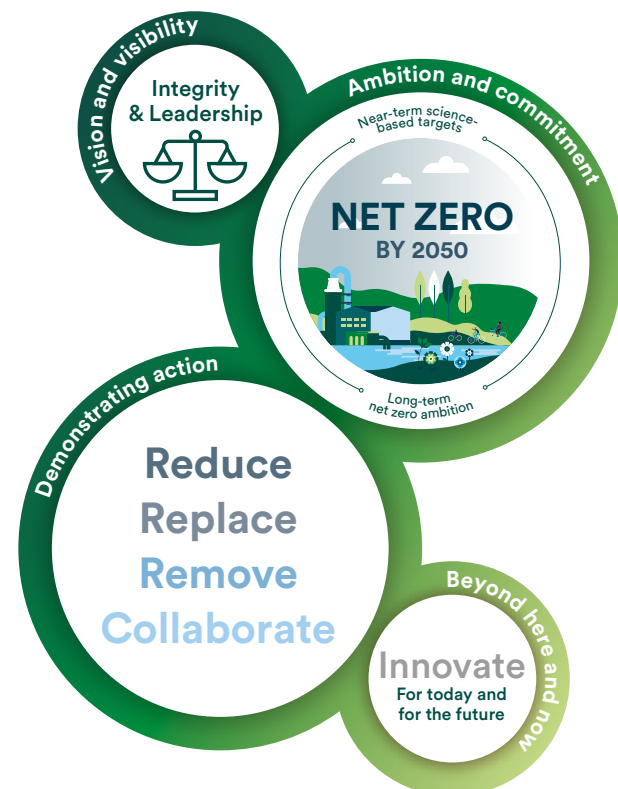 Vision and visibility
Integrity
& Leadership
Ambition and commitment
Near-term science-
based targets
NET ZERO
BY 2050
Long-term
net zero ambition
Demonstrating action
Reduce
Replace
Remove
Collaborate
Beyond here and now
Innovate
For today and
for the future